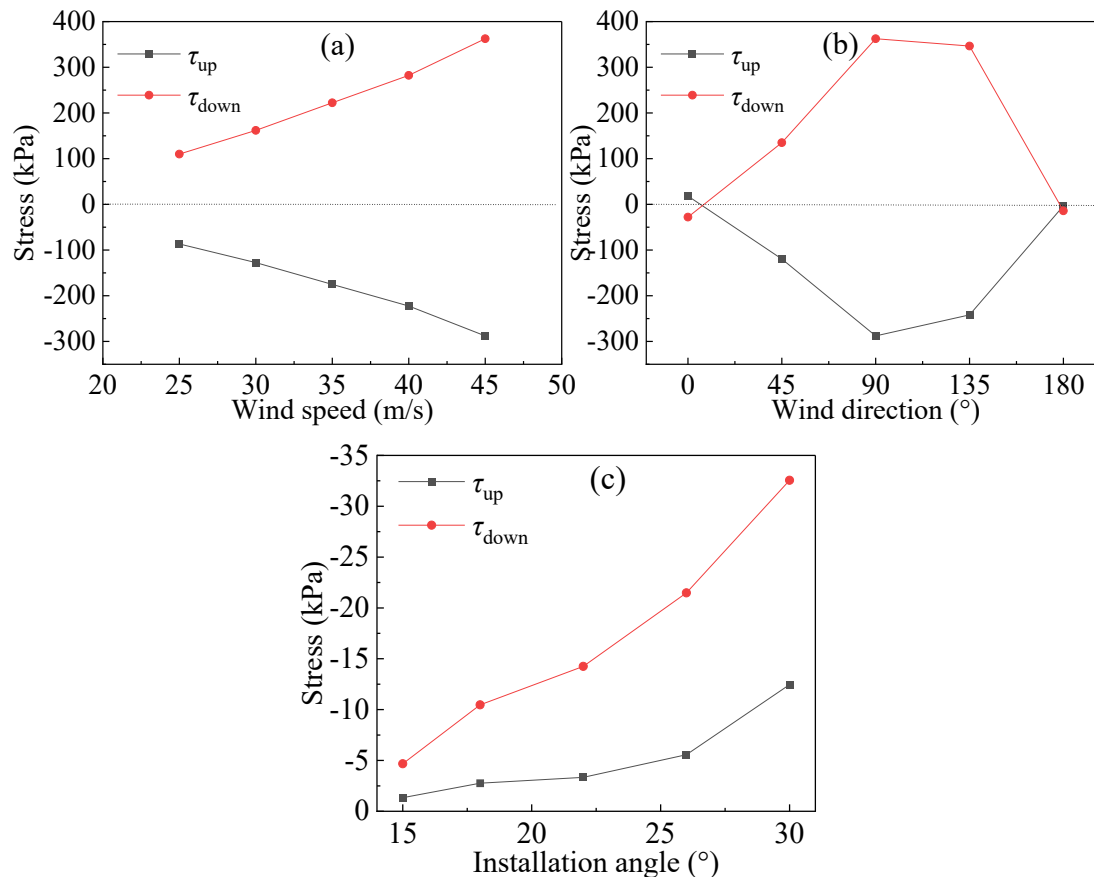 (a)
τup
τdown
400
300
200
100
0
-100
-200
-300
Stress (kPa)
20 25 30 35 40 45 50
Wind speed (m/s)
(b)
τup
τdown
400
300
200
100
0
-100
-200
-300
Stress (kPa)
0 45 90 135 180
Wind direction (°)
(c)
τup
τdown
-35
-30
-25
-20
-15
-10
-5
0
Stress (kPa)
15 20 25 30
Installation angle (°)